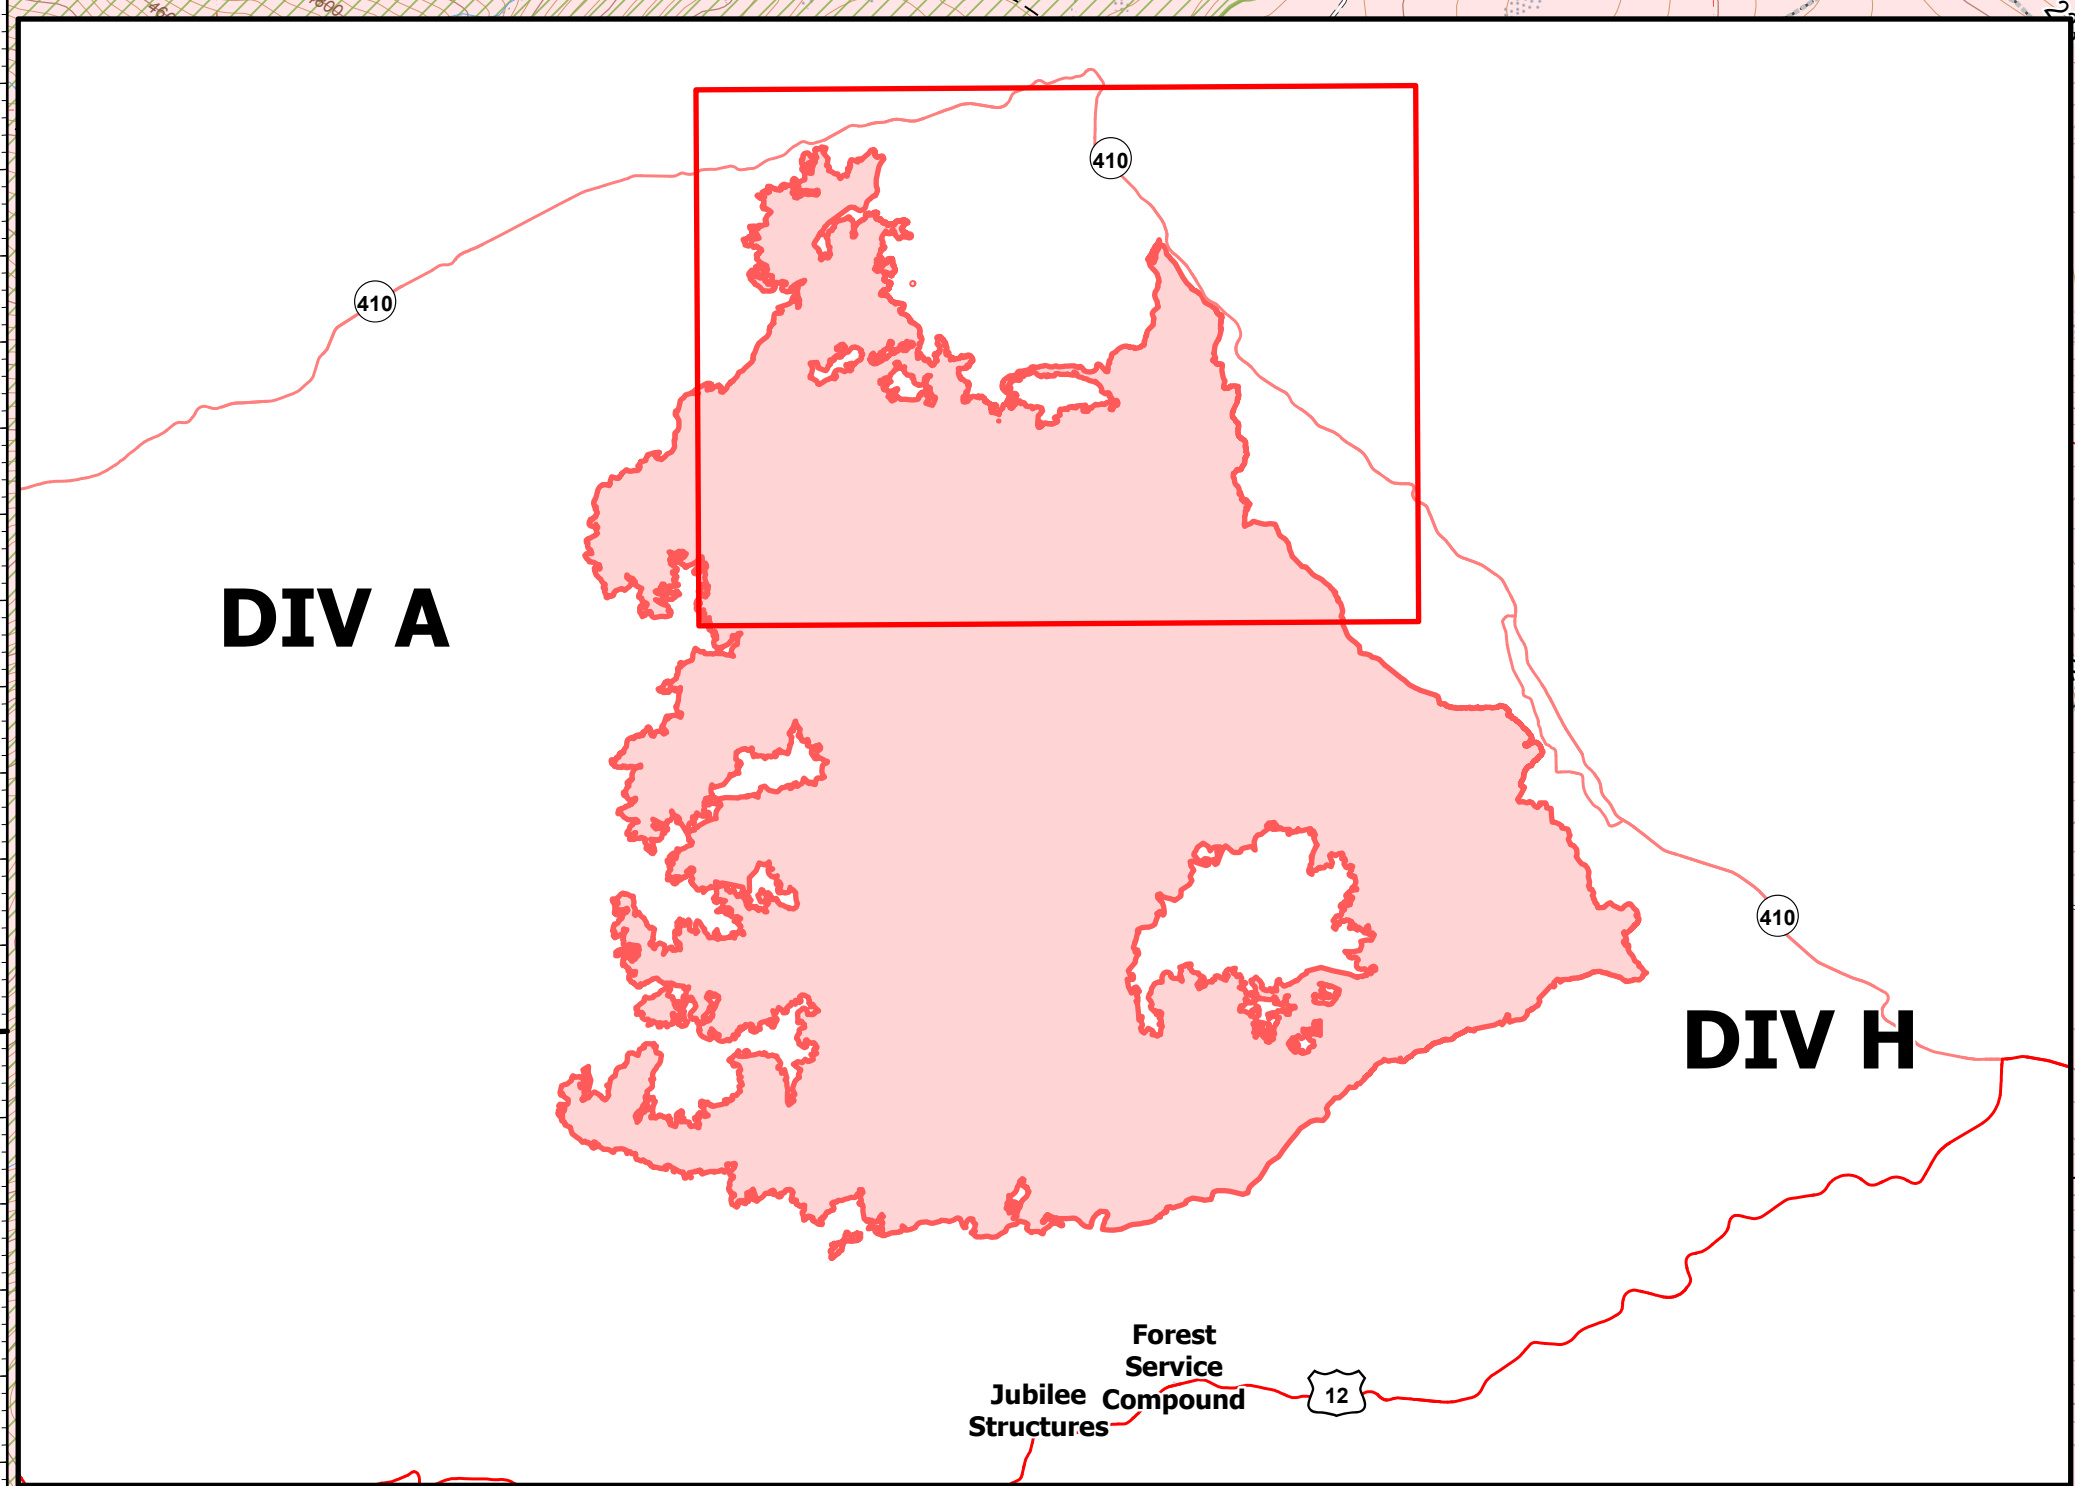 410
410
DIV A
410
DIV H
Forest
Service
Compound
Jubilee
Structures
12